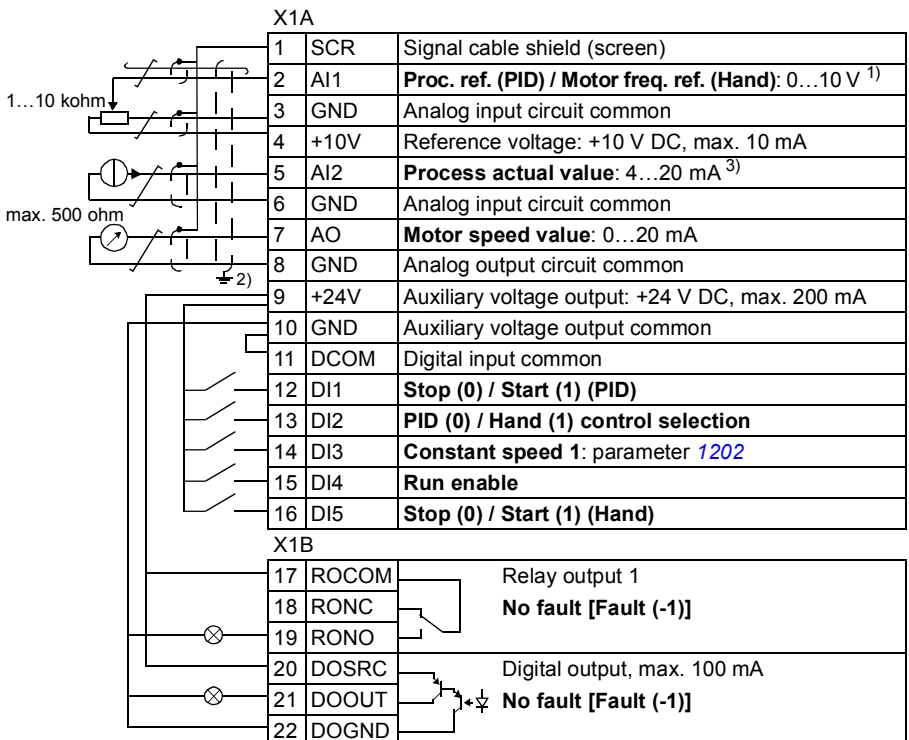 X1A
1 SCR Signal cable shield (screen)
2 AI1 Proc. ref. (PID) / Motor freq. ref. (Hand): 0…10 V 1)
1…10 kohm
3 GND Analog input circuit common
4 +10V Reference voltage: +10 V DC, max. 10 mA
5 AI2 Process actual value: 4…20 mA 3)
6 GND Analog input circuit common
max. 500 ohm
7 AO Motor speed value: 0…20 mA
8 GND Analog output circuit common
2)
9 +24V Auxiliary voltage output: +24 V DC, max. 200 mA
10 GND Auxiliary voltage output common
11 DCOM Digital input common
12 DI1 Stop (0) / Start (1) (PID)
13 DI2 PID (0) / Hand (1) control selection
14 DI3 Constant speed 1: parameter 1202
15 DI4 Run enable
16 DI5 Stop (0) / Start (1) (Hand)
X1B
17 ROCOM Relay output 1
18 RONC No fault [Fault (-1)]
19 RONO
20 DOSRC Digital output, max. 100 mA
21 DOOUT No fault [Fault (-1)]
22 DOGND